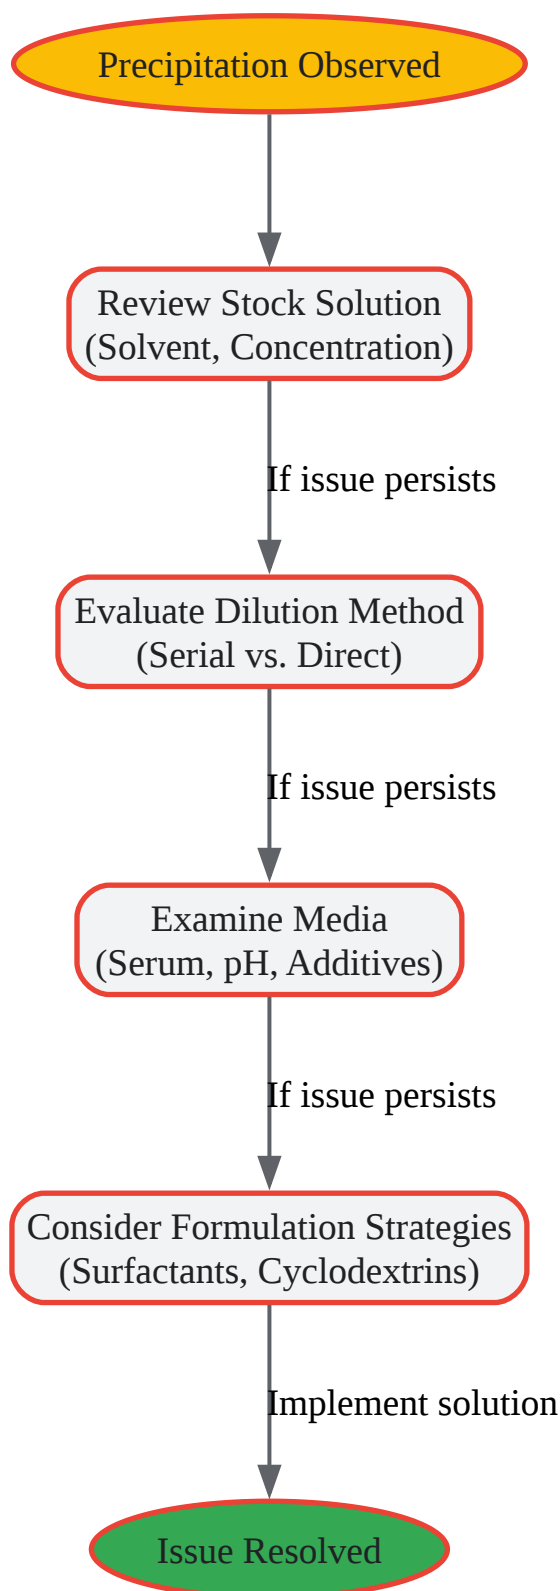 Precipitation Observed
Review Stock Solution
(Solvent, Concentration)
If issue persists
Evaluate Dilution Method
(Serial vs. Direct)
If issue persists
Examine Media
(Serum, pH, Additives)
If issue persists
Consider Formulation Strategies
(Surfactants, Cyclodextrins)
Implement solution
Issue Resolved